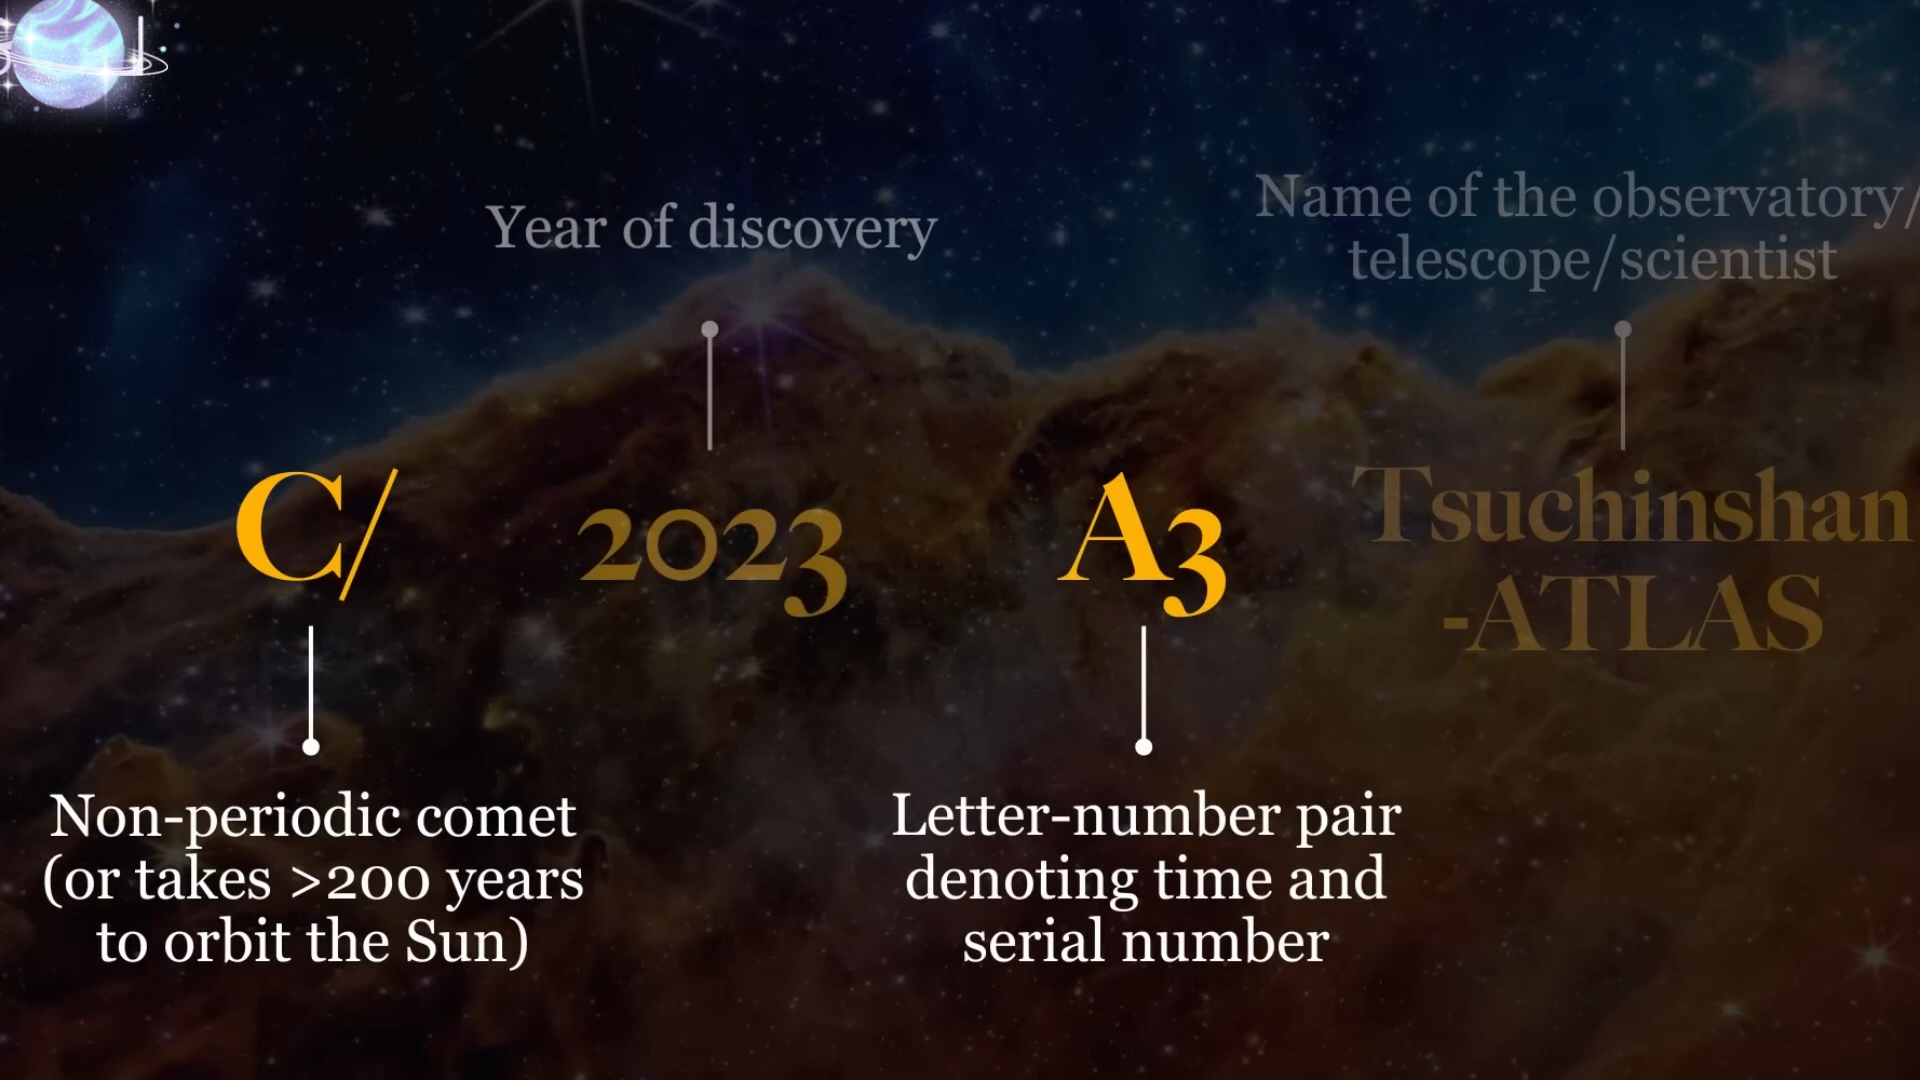 Year of discovery
Name of the observatory/
telescope/scientist
C/ 2023 A3 Tsuchinshan
-ATLAS
Non-periodic comet
(or takes >200 years
to orbit the Sun)
Letter-number pair
denoting time and
serial number